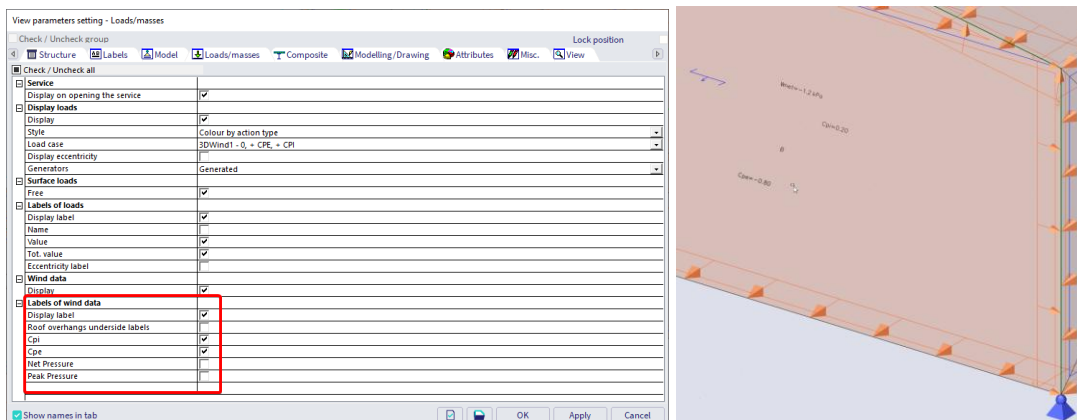 View parameters setting - Loads/masses
Check / Uncheck group Lock position
Structure Labels Model Loads/masses Composite Modelling/Drawing Attributes Misc. View
Check / Uncheck all
Service
Display on opening the service
Display loads
Display
Style Colour by action type
Load case 3DWind1 - 0, + CPE, + CPI
Display eccentricity
Generators Generated
Surface loads
Free
Labels of loads
Display label
Name
Value
Tot. value
Eccentricity label
Wind data
Display
Labels of wind data
Display label
Roof overhangs underside labels
Cpi
Cpe
Net Pressure
Peak Pressure
Show names in tab OK Apply Cancel
Cpi=0.20
Cpe=-0.80